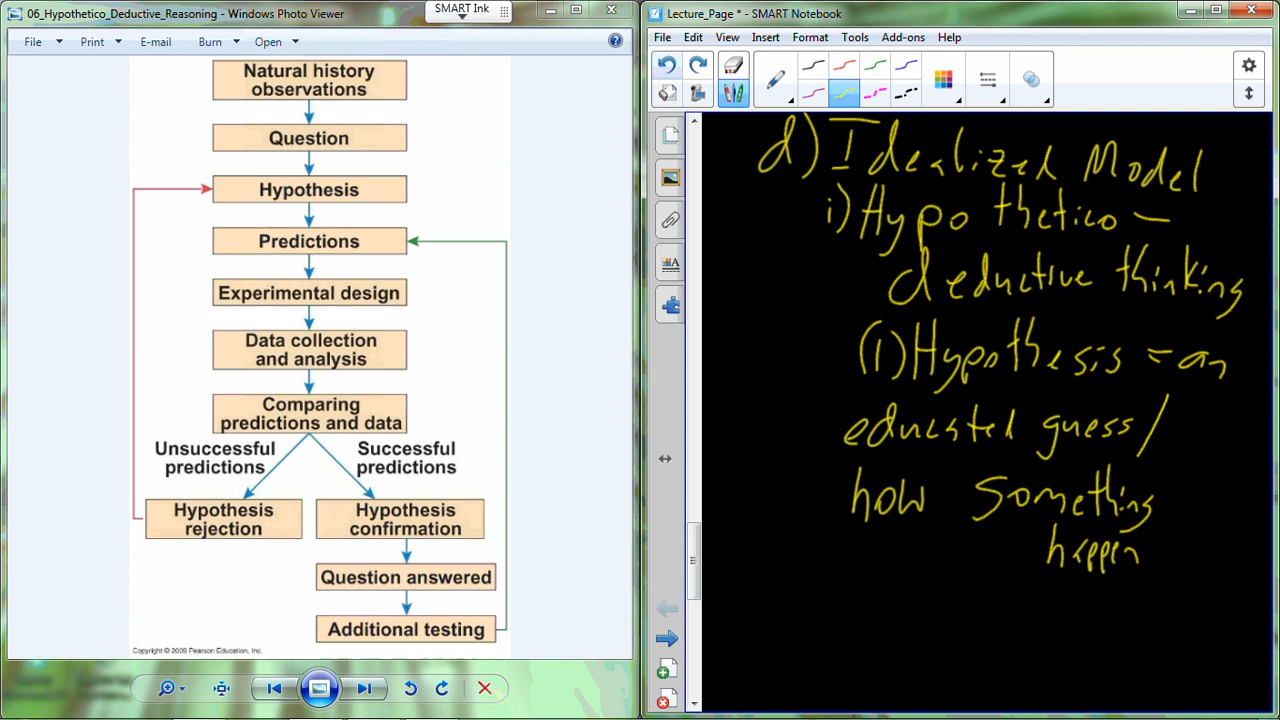 06_Hypothetico_Deductive_Reasoning - Windows Photo Viewer
SMART Ink
File Print E-mail Burn Open
Natural history
observations
Question
Hypothesis
Predictions
Experimental design
Data collection
and analysis
Comparing
predictions and data
Unsuccessful
predictions
Successful
predictions
Hypothesis
rejection
Hypothesis
confirmation
Question answered
Additional testing
Copyright © 2009 Pearson Education, Inc.
Lecture_Page * - SMART Notebook
File Edit View Insert Format Tools Add-ons Help
d) Idealized Model
i) Hypothetico -
deductive thinking
(1) Hypothesis = an
educated guess /
how something
happen